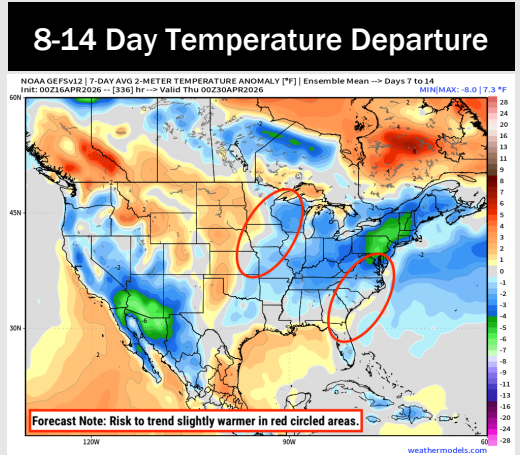 8-14 Day Temperature Departure
NOAA GEFSv12 | 7-DAY AVG 2-METER TEMPERATURE ANOMALY [°F] | Ensemble Mean --> Days 7 to 14
Init: 00Z16APR2026 -- [336] hr --> Valid Thu 00Z30APR2026
MIN|MAX: -8.0 | 7.3 °F
60N
45N
30N
120W
90W
60
28
24
20
16
13
11
9
8
7
6
5
4
3
2
1
0
-1
-2
-3
-4
-5
-6
-7
-8
-9
-11
-13
-16
-20
-24
-28
Forecast Note: Risk to trend slightly warmer in red circled areas.
weathermodels.com